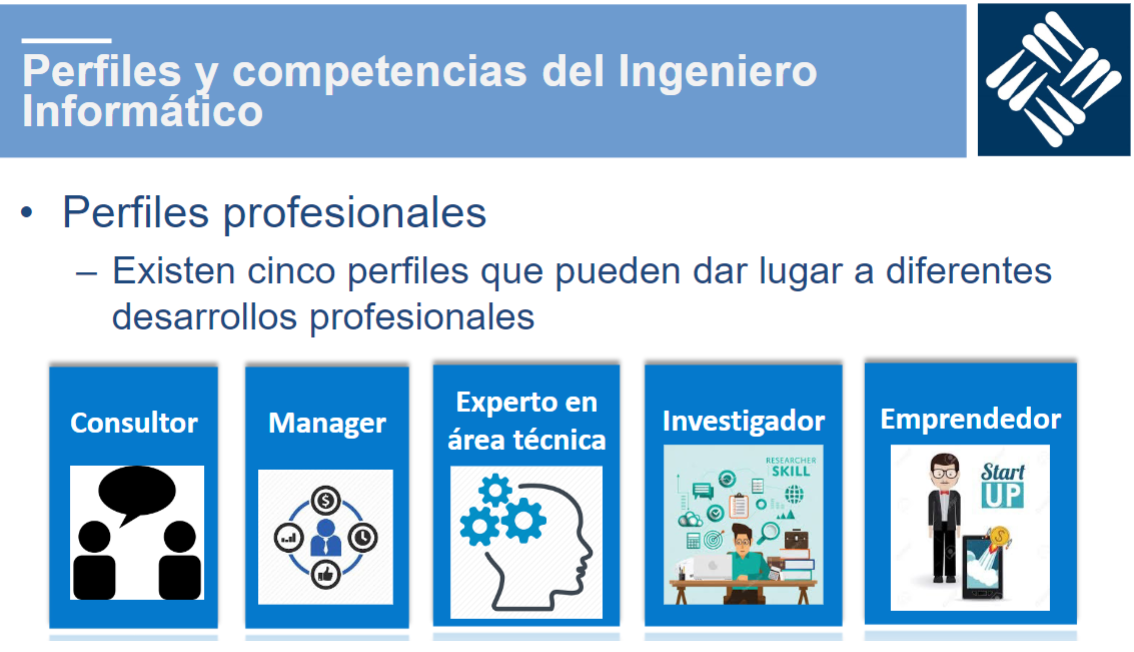 Perfiles y competencias del Ingeniero
Informático
• Perfiles profesionales
– Existen cinco perfiles que pueden dar lugar a diferentes
desarrollos profesionales
Consultor
Manager
Experto en
área técnica
Investigador
RESEARCHER
SKILL
Emprendedor
Start
UP